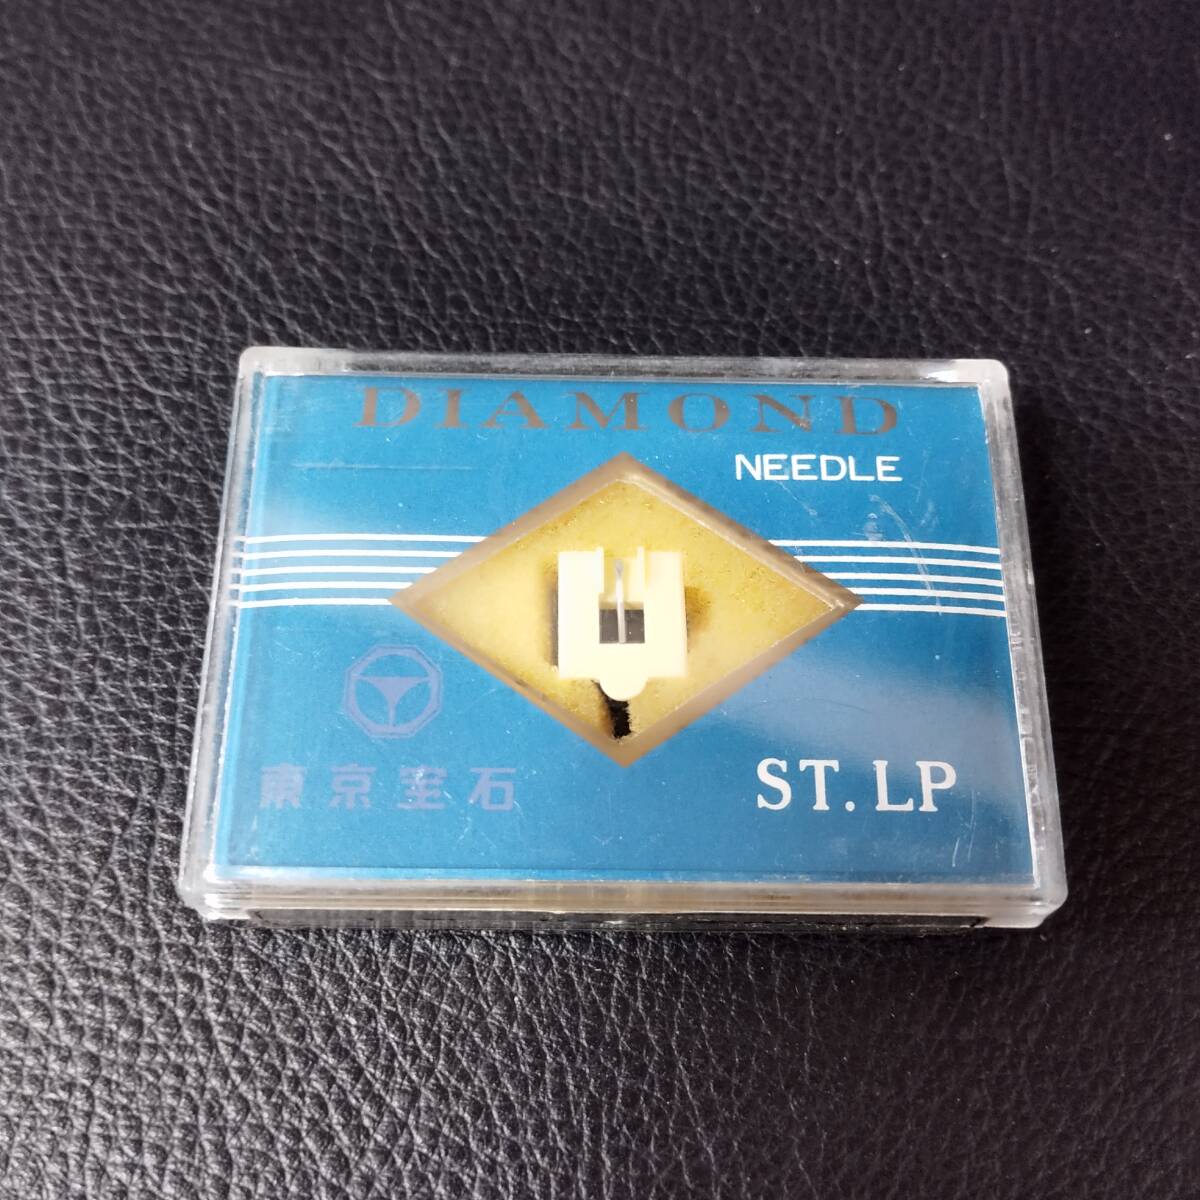 DIAMOND
NEEDLE
東京宝石
ST. LP